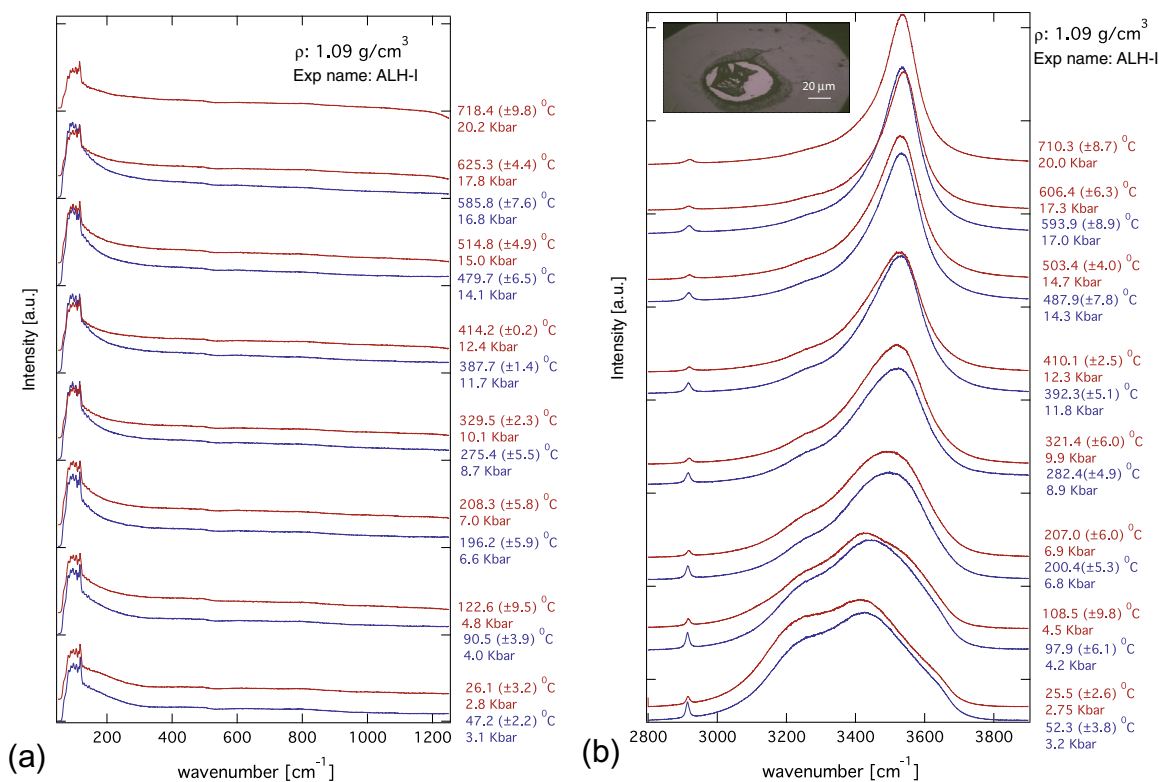 ρ: 1.09 g/cm³
Exp name: ALH-I
718.4 (±9.8) ⁰C
20.2 Kbar
625.3 (±4.4) ⁰C
17.8 Kbar
585.8 (±7.6) ⁰C
16.8 Kbar
514.8 (±4.9) ⁰C
15.0 Kbar
479.7 (±6.5) ⁰C
14.1 Kbar
414.2 (±0.2) ⁰C
12.4 Kbar
387.7 (±1.4) ⁰C
11.7 Kbar
329.5 (±2.3) ⁰C
10.1 Kbar
275.4 (±5.5) ⁰C
8.7 Kbar
208.3 (±5.8) ⁰C
7.0 Kbar
196.2 (±5.9) ⁰C
6.6 Kbar
122.6 (±9.5) ⁰C
4.8 Kbar
90.5 (±3.9) ⁰C
4.0 Kbar
26.1 (±3.2) ⁰C
2.8 Kbar
47.2 (±2.2) ⁰C
3.1 Kbar
Intensity [a.u.]
200 400 600 800 1000 1200
wavenumber [cm⁻¹]
(a)
20 μm
ρ: 1.09 g/cm³
Exp name: ALH-I
710.3 (±8.7) ⁰C
20.0 Kbar
606.4 (±6.3) ⁰C
17.3 Kbar
593.9 (±8.9) ⁰C
17.0 Kbar
503.4 (±4.0) ⁰C
14.7 Kbar
487.9 (±7.8) ⁰C
14.3 Kbar
410.1 (±2.5) ⁰C
12.3 Kbar
392.3 (±5.1) ⁰C
11.8 Kbar
321.4 (±6.0) ⁰C
9.9 Kbar
282.4 (±4.9) ⁰C
8.9 Kbar
207.0 (±6.0) ⁰C
6.9 Kbar
200.4 (±5.3) ⁰C
6.8 Kbar
108.5 (±9.8) ⁰C
4.5 Kbar
97.9 (±6.1) ⁰C
4.2 Kbar
25.5 (±2.6) ⁰C
2.75 Kbar
52.3 (±3.8) ⁰C
3.2 Kbar
Intensity [a.u.]
2800 3000 3200 3400 3600 3800
wavenumber [cm⁻¹]
(b)